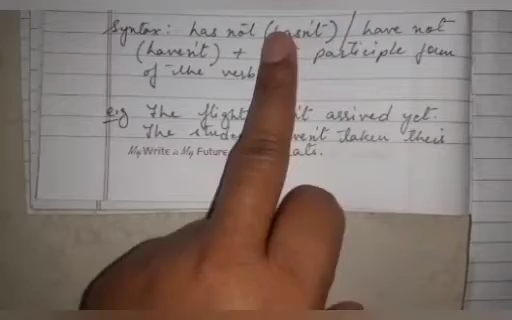 Syntax: has not (hasn't) / have not
(haven't) + participle form
of the verb
e.g The flight arrived yet.
The taken their
My Write is My Future